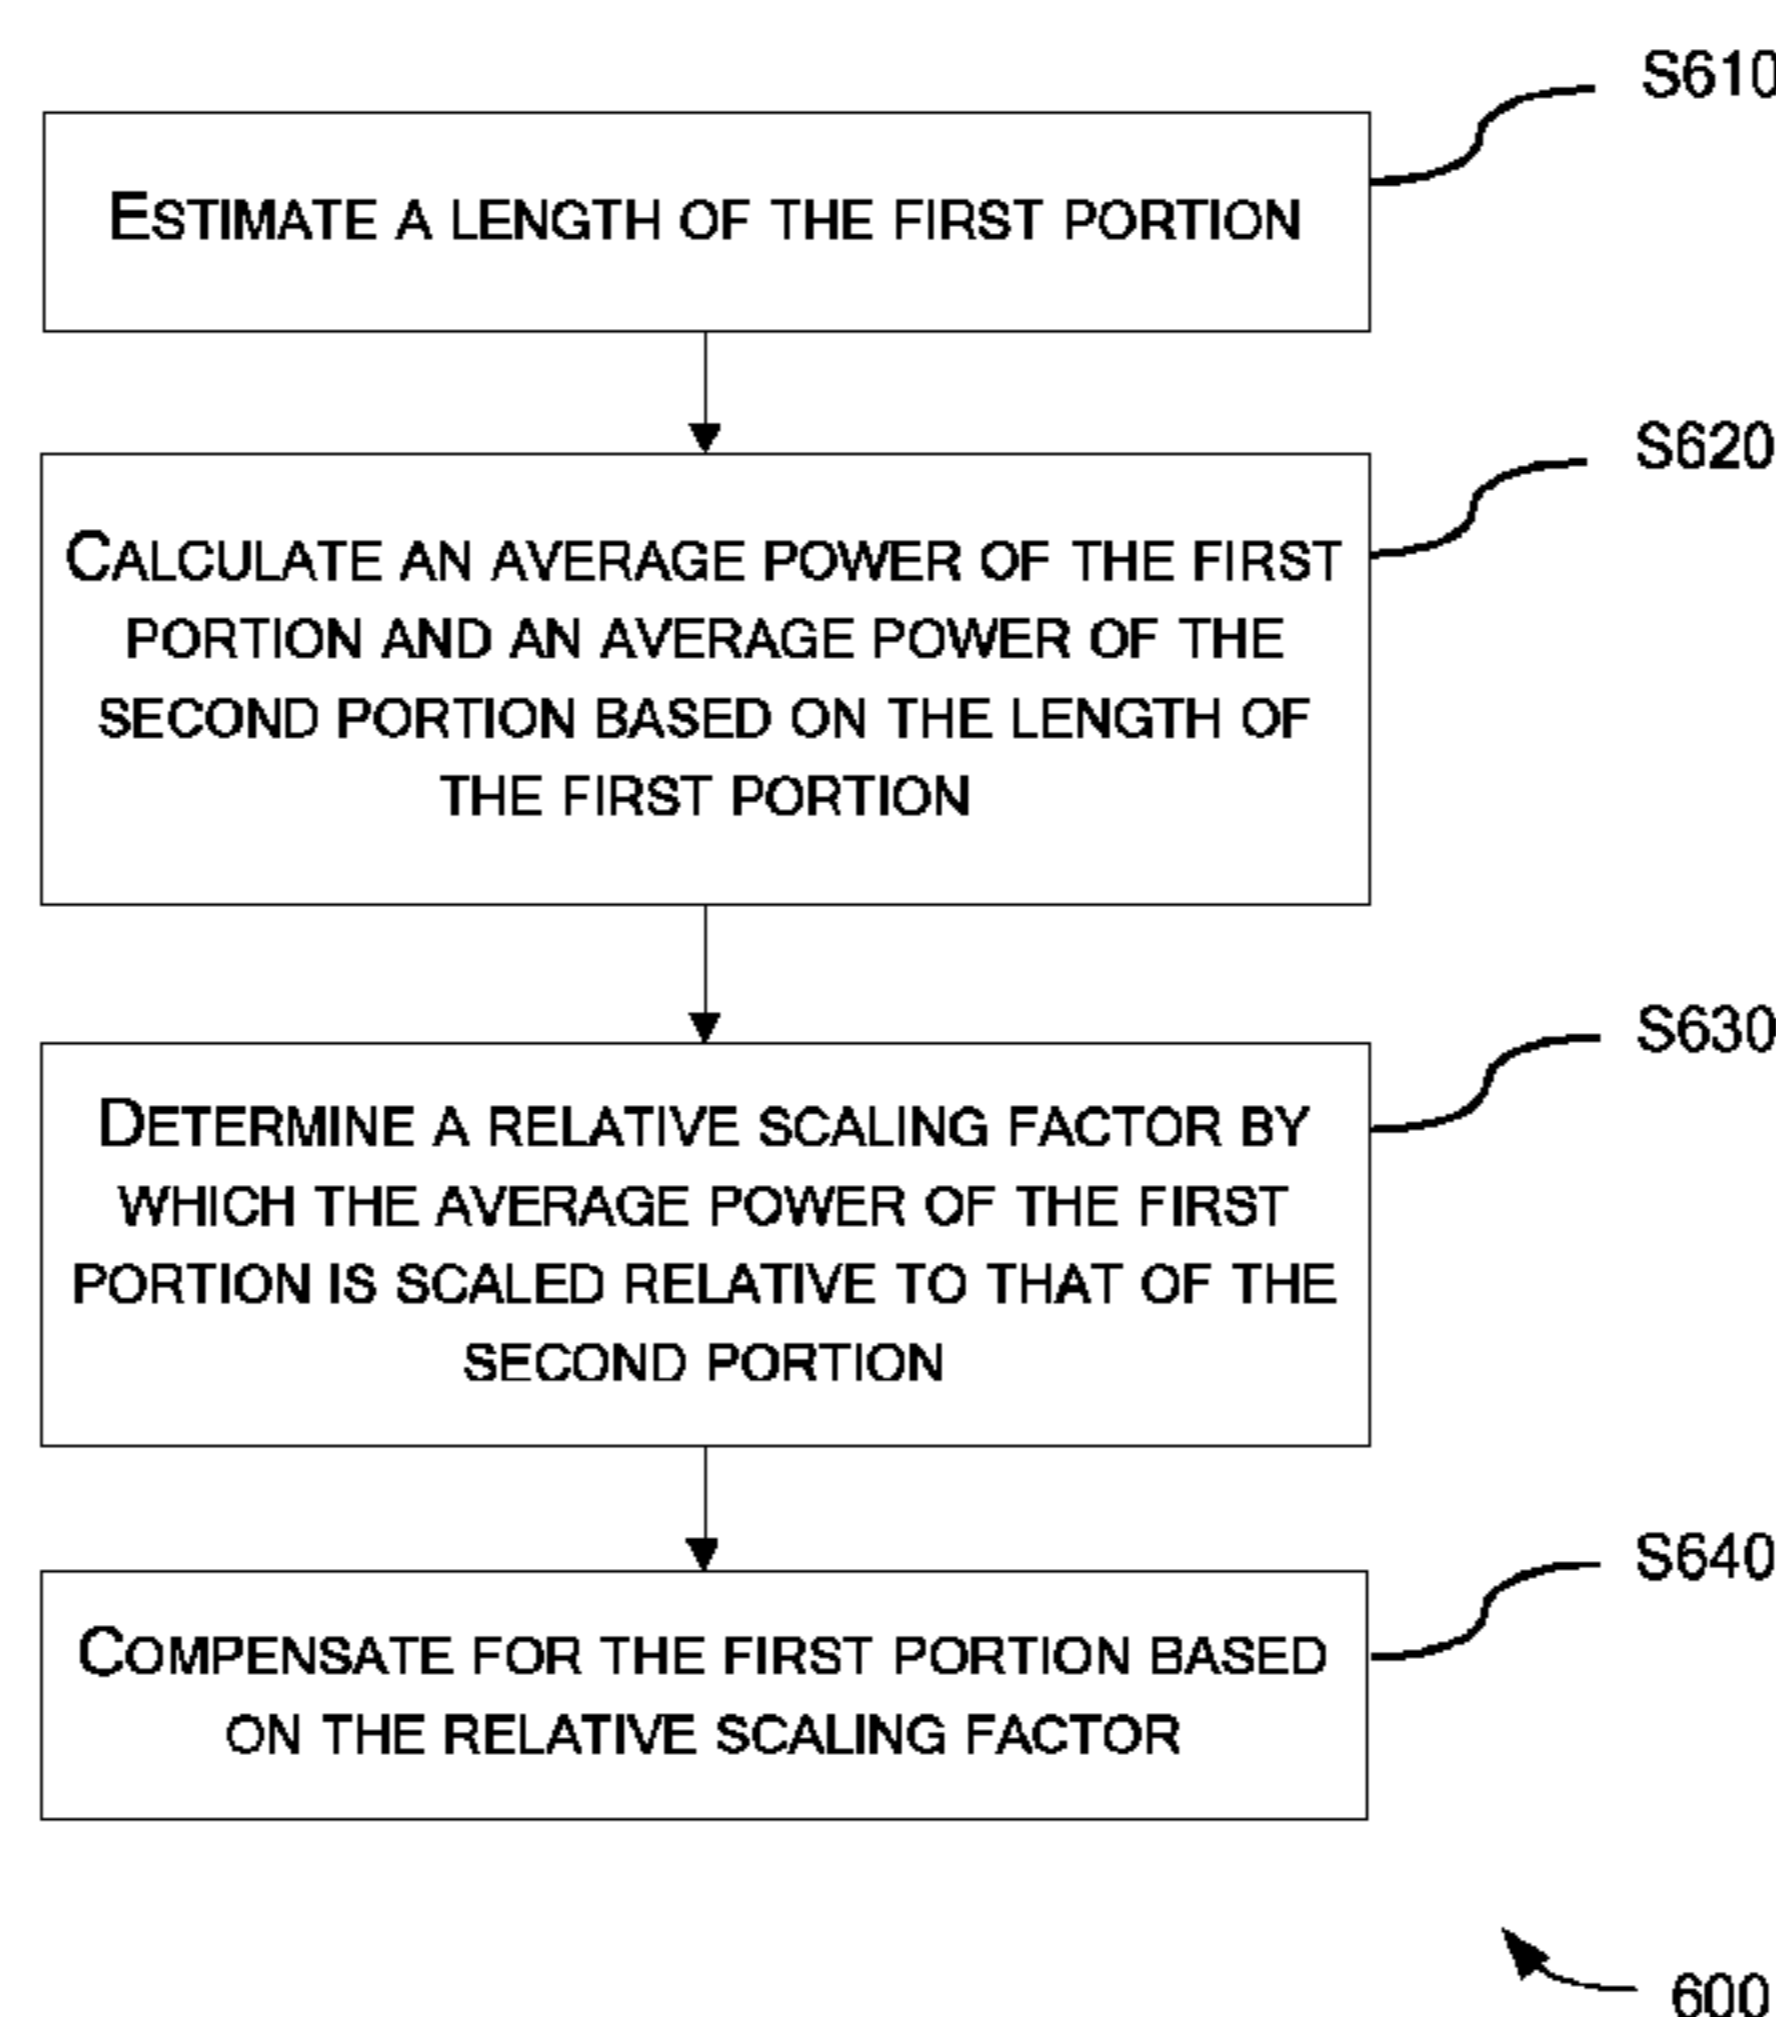 S610
ESTIMATE A LENGTH OF THE FIRST PORTION
S620
CALCULATE AN AVERAGE POWER OF THE FIRST
PORTION AND AN AVERAGE POWER OF THE
SECOND PORTION BASED ON THE LENGTH OF
THE FIRST PORTION
S630
DETERMINE A RELATIVE SCALING FACTOR BY
WHICH THE AVERAGE POWER OF THE FIRST
PORTION IS SCALED RELATIVE TO THAT OF THE
SECOND PORTION
S640
COMPENSATE FOR THE FIRST PORTION BASED
ON THE RELATIVE SCALING FACTOR
600